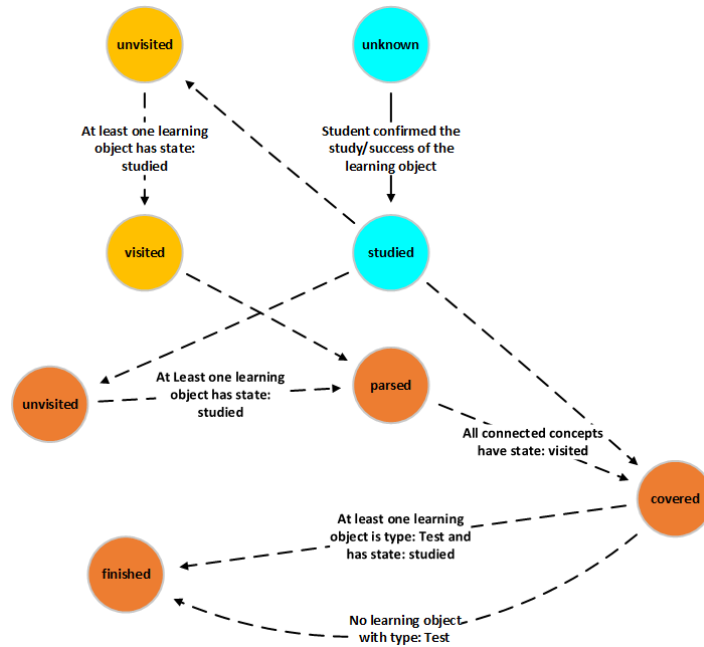 unvisited
unknown
At least one learning
object has state:
studied
Student confirmed the
study/success of the
learning object
visited
studied
unvisited
At Least one learning
object has state:
studied
parsed
All connected concepts
have state: visited
covered
At least one learning
object is type: Test and
has state: studied
finished
No learning object
with type: Test